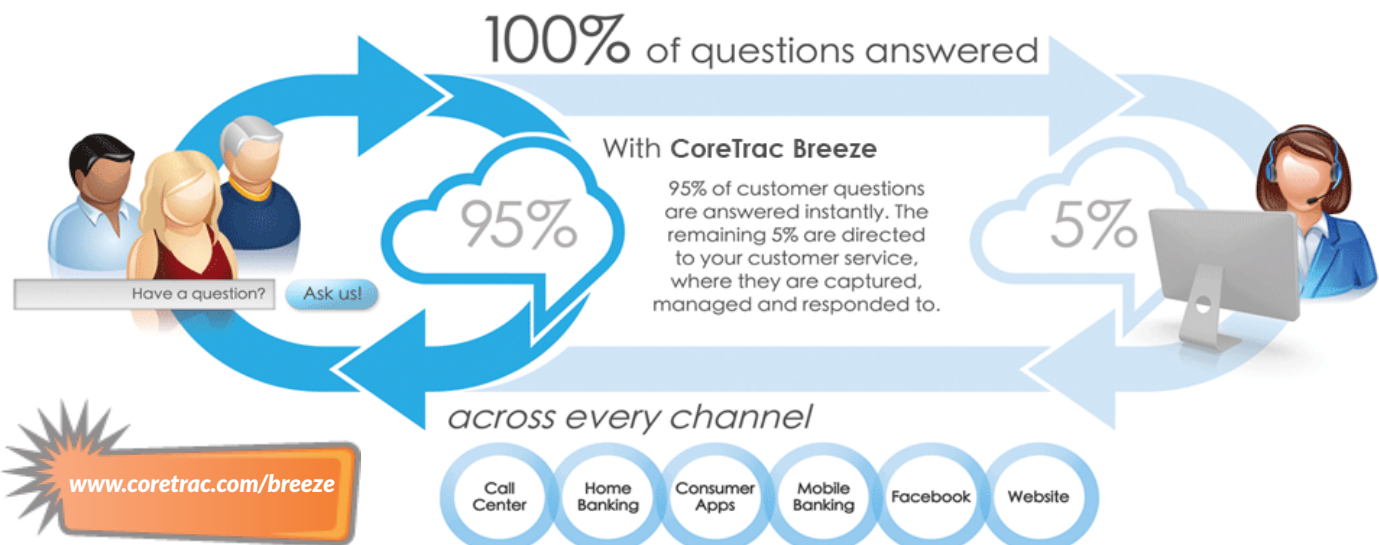 100% of questions answered
With CoreTrac Breeze
95% of customer questions
are answered instantly. The
remaining 5% are directed
to your customer service,
where they are captured,
managed and responded to.
95%
5%
Have a question?
Ask us!
across every channel
Call
Center
Home
Banking
Consumer
Apps
Mobile
Banking
Facebook
Website
www.coretrac.com/breeze